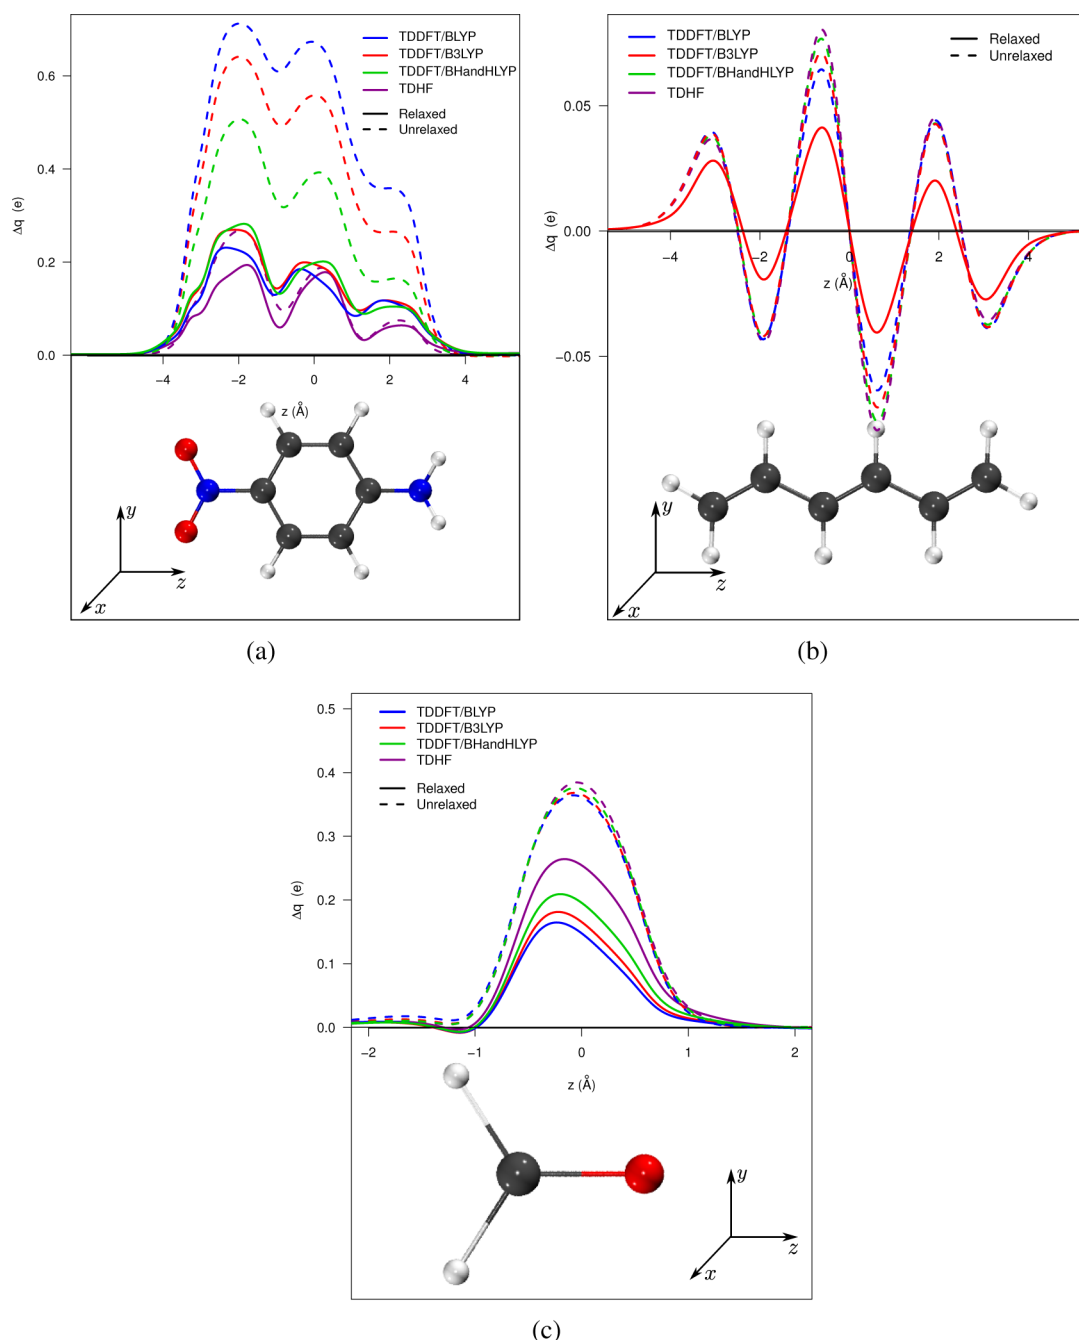 TDDFT/BLYP
TDDFT/B3LYP
TDDFT/BHandHLYP
TDHF
Relaxed
Unrelaxed
0.6
0.4
0.2
0.0
Δq (e)
−4
−2
0
2
4
z (Å)
y
z
x
(a)
TDDFT/BLYP
TDDFT/B3LYP
TDDFT/BHandHLYP
TDHF
Relaxed
Unrelaxed
0.05
0.00
−0.05
Δq (e)
−4
−2
0
2
4
z (Å)
y
z
x
(b)
TDDFT/BLYP
TDDFT/B3LYP
TDDFT/BHandHLYP
TDHF
Relaxed
Unrelaxed
0.5
0.4
0.3
0.2
0.1
0.0
Δq (e)
−2
−1
0
1
2
z (Å)
y
z
x
(c)